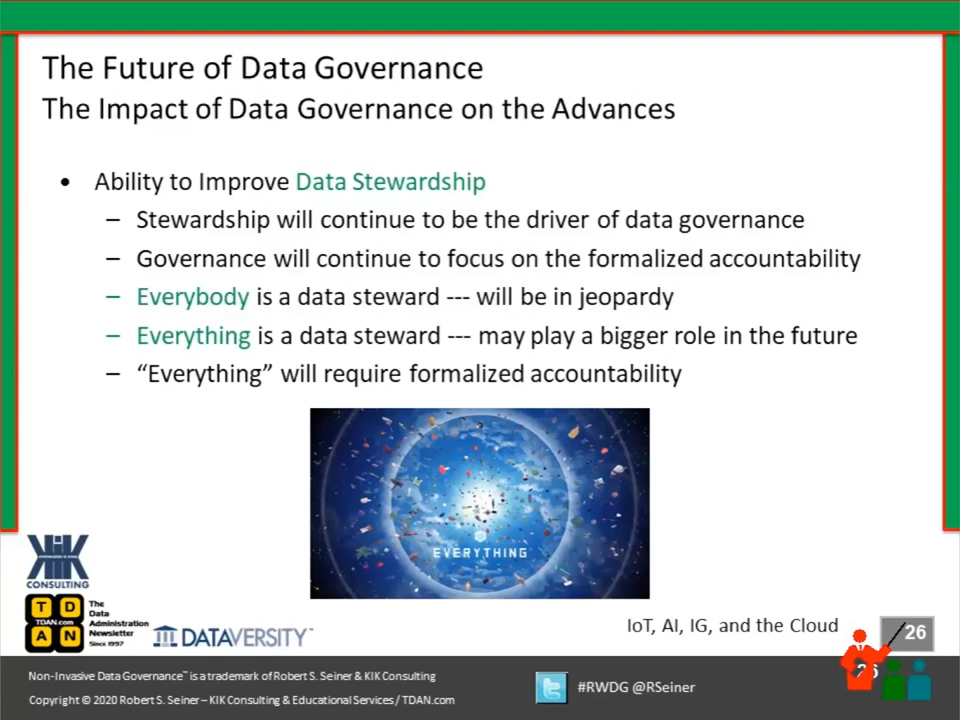 The Future of Data Governance
The Impact of Data Governance on the Advances
• Ability to Improve Data Stewardship
– Stewardship will continue to be the driver of data governance
– Governance will continue to focus on the formalized accountability
– Everybody is a data steward --- will be in jeopardy
– Everything is a data steward --- may play a bigger role in the future
– “Everything” will require formalized accountability
EVERYTHING
KIK
CONSULTING
T D
TDAN.com
A N
The
Data
Administration
Newsletter
Since 1997
DATAVERSITY™
IoT, AI, IG, and the Cloud
26
26
Non-Invasive Data Governance™ is a trademark of Robert S. Seiner & KIK Consulting
Copyright © 2020 Robert S. Seiner – KIK Consulting & Educational Services / TDAN.com
#RWDG @RSeiner